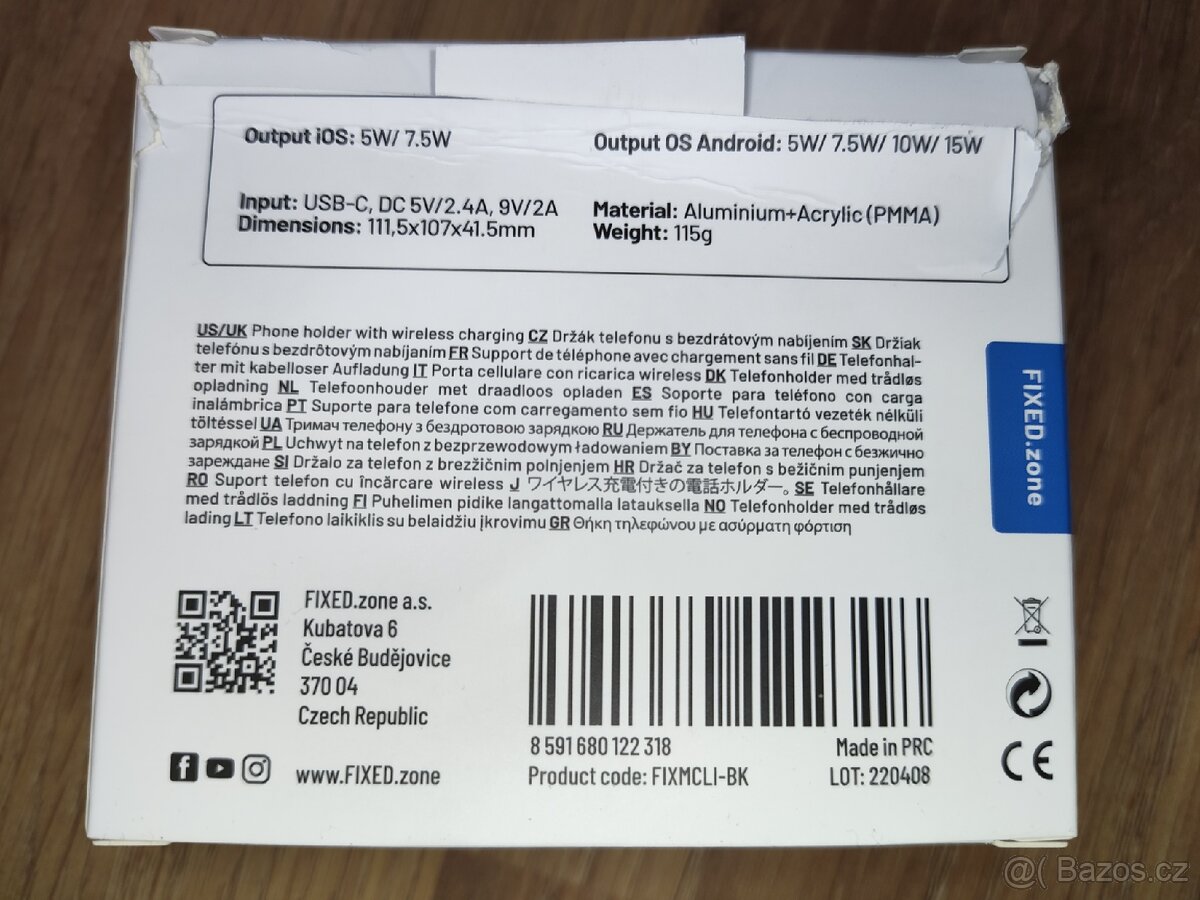 Output iOS: 5W/ 7.5W
Output OS Android: 5W/ 7.5W/ 10W/ 15W
Input: USB-C, DC 5V/2.4A, 9V/2A
Dimensions: 111,5x107x41.5mm
Material: Aluminium+Acrylic (PMMA)
Weight: 115g
US/UK Phone holder with wireless charging CZ Držák telefonu s bezdrátovým nabíjením SK Držiak
telefónu s bezdrôtovým nabíjaním FR Support de téléphone avec chargement sans fil DE Telefonhal-
ter mit kabelloser Aufladung IT Porta cellulare con ricarica wireless DK Telefonholder med trådløs
opladning NL Telefoonhouder met draadloos opladen ES Soporte para teléfono con carga
inalámbrica PT Suporte para telefone com carregamento sem fio HU Telefontartó vezeték nélküli
töltéssel UA Тримач телефону з бездротовою зарядкою RU Держатель для телефона с беспроводной
зарядкой PL Uchwyt na telefon z bezprzewodowym ładowaniem BY Поставка за телефон с безжично
зареждане SI Držalo za telefon z brezžičnim polnjenjem HR Držač za telefon s bežičnim punjenjem
RO Suport telefon cu încărcare wireless J ワイヤレス充電付きの電話ホルダー。 SE Telefonhållare
med trådlös laddning FI Puhelimen pidike langattomalla latauksella NO Telefonholder med trådløs
lading LT Telefono laikiklis su belaidžiu įkrovimu GR Θήκη τηλεφώνου με ασύρματη φόρτιση
FIXED.zone
FIXED.zone a.s.
Kubatova 6
České Budějovice
370 04
Czech Republic
www.FIXED.zone
8 591 680 122 318
Made in PRC
Product code: FIXMCLI-BK
LOT: 220408
CE
@( Bazos.cz